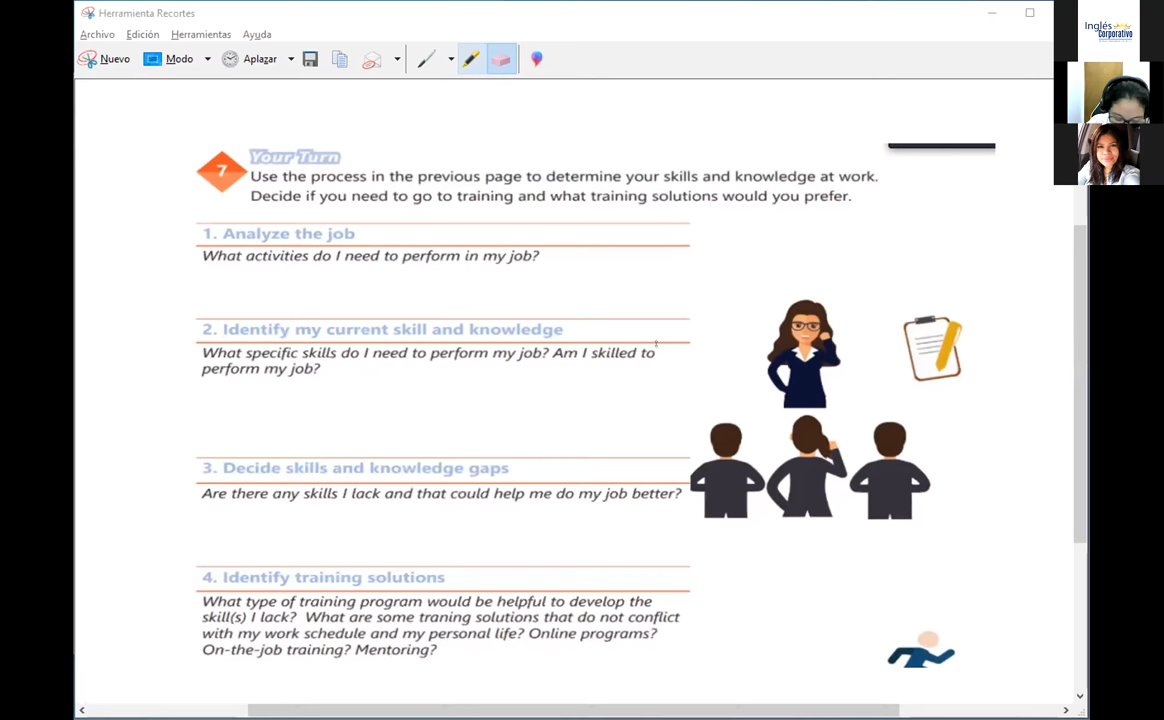 Herramienta Recortes
Archivo Edición Herramientas Ayuda
Nuevo Modo Aplazar
Inglés
Corporativo
7
Your Turn
Use the process in the previous page to determine your skills and knowledge at work.
Decide if you need to go to training and what training solutions would you prefer.
1. Analyze the job
What activities do I need to perform in my job?
2. Identify my current skill and knowledge
What specific skills do I need to perform my job? Am I skilled to
perform my job?
3. Decide skills and knowledge gaps
Are there any skills I lack and that could help me do my job better?
4. Identify training solutions
What type of training program would be helpful to develop the
skill(s) I lack? What are some traning solutions that do not conflict
with my work schedule and my personal life? Online programs?
On-the-job training? Mentoring?